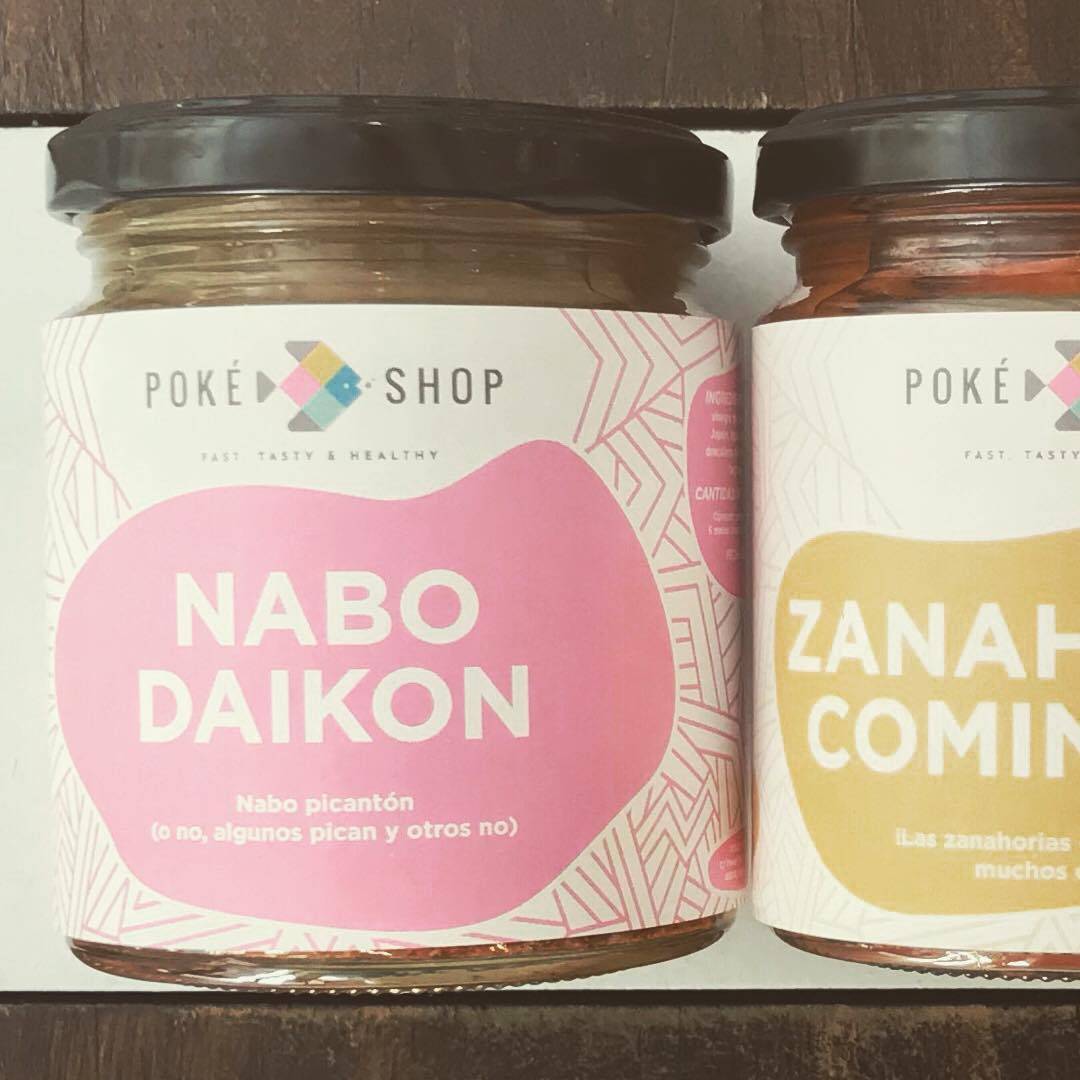 POKÉ SHOP
FAST, TASTY & HEALTHY
NABO
DAIKON
Nabo picantón
(o no, algunos pican y otros no)
CANTIDAD
POKÉ
FAST, TASTY
ZANAH
COMIN
¡Las zanahorias
muchos